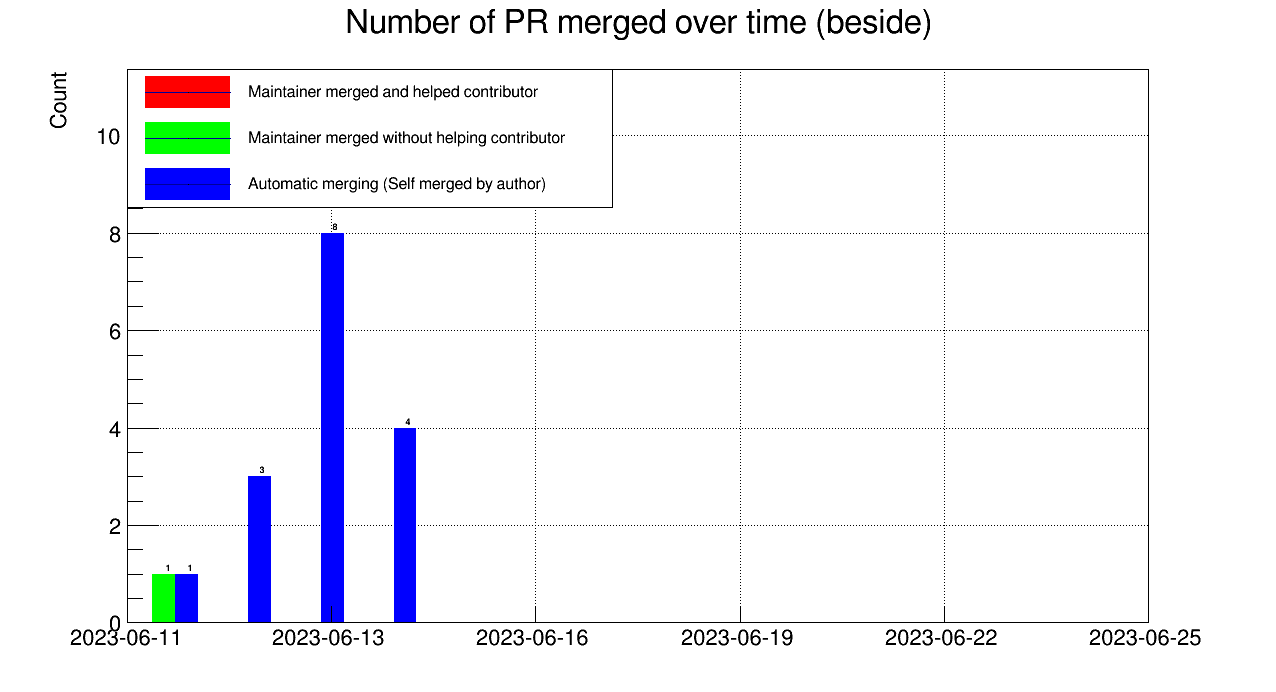 Number of PR merged over time (beside)
Count
Maintainer merged and helped contributor
Maintainer merged without helping contributor
Automatic merging (Self merged by author)
10
8
6
4
2
0
8
4
3
1 1
2023-06-11 2023-06-13 2023-06-16 2023-06-19 2023-06-22 2023-06-25